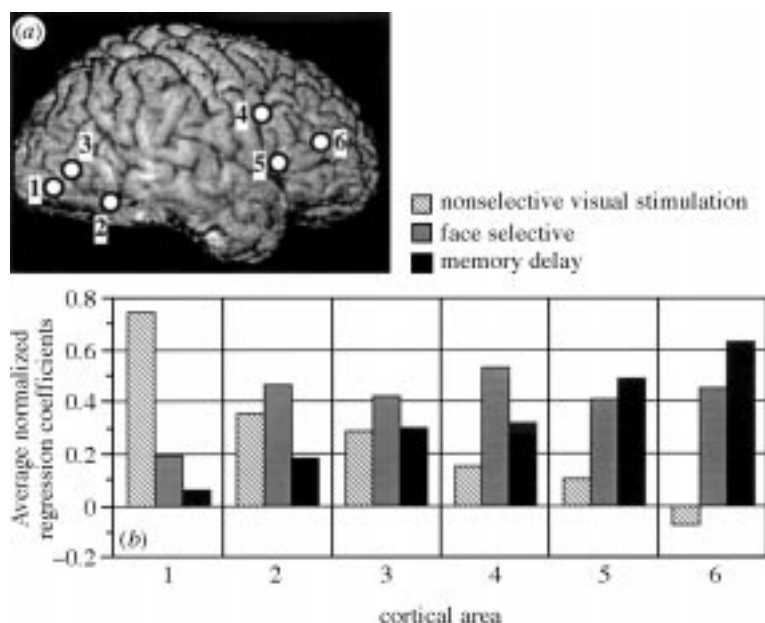 (a)
4
6
3
5
1
2
nonselective visual stimulation
face selective
memory delay
Average normalized
regression coefficients
0.8
0.6
0.4
0.2
0
−0.2
(b)
1 2 3 4 5 6
cortical area